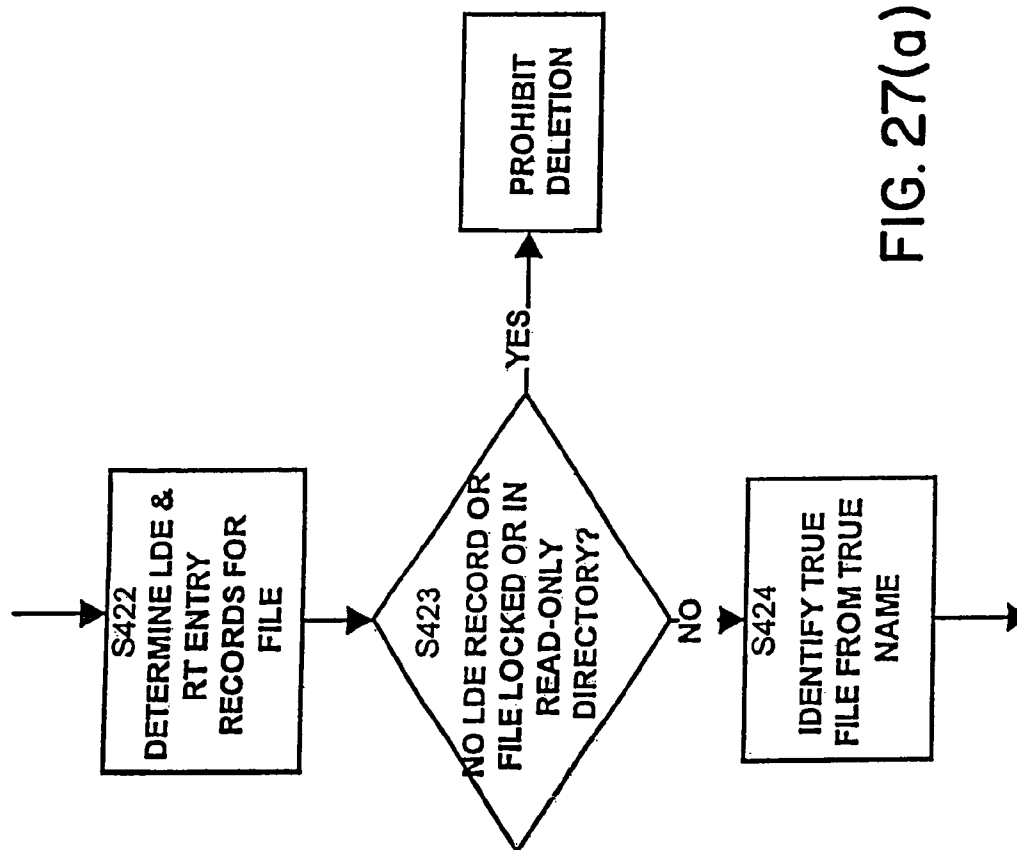 S422
DETERMINE LDE &
RT ENTRY
RECORDS FOR
FILE
S423
NO LDE RECORD OR
FILE LOCKED OR IN
READ-ONLY
DIRECTORY?
YES
PROHIBIT
DELETION
NO
S424
IDENTIFY TRUE
FILE FROM TRUE
NAME
FIG. 27(a)